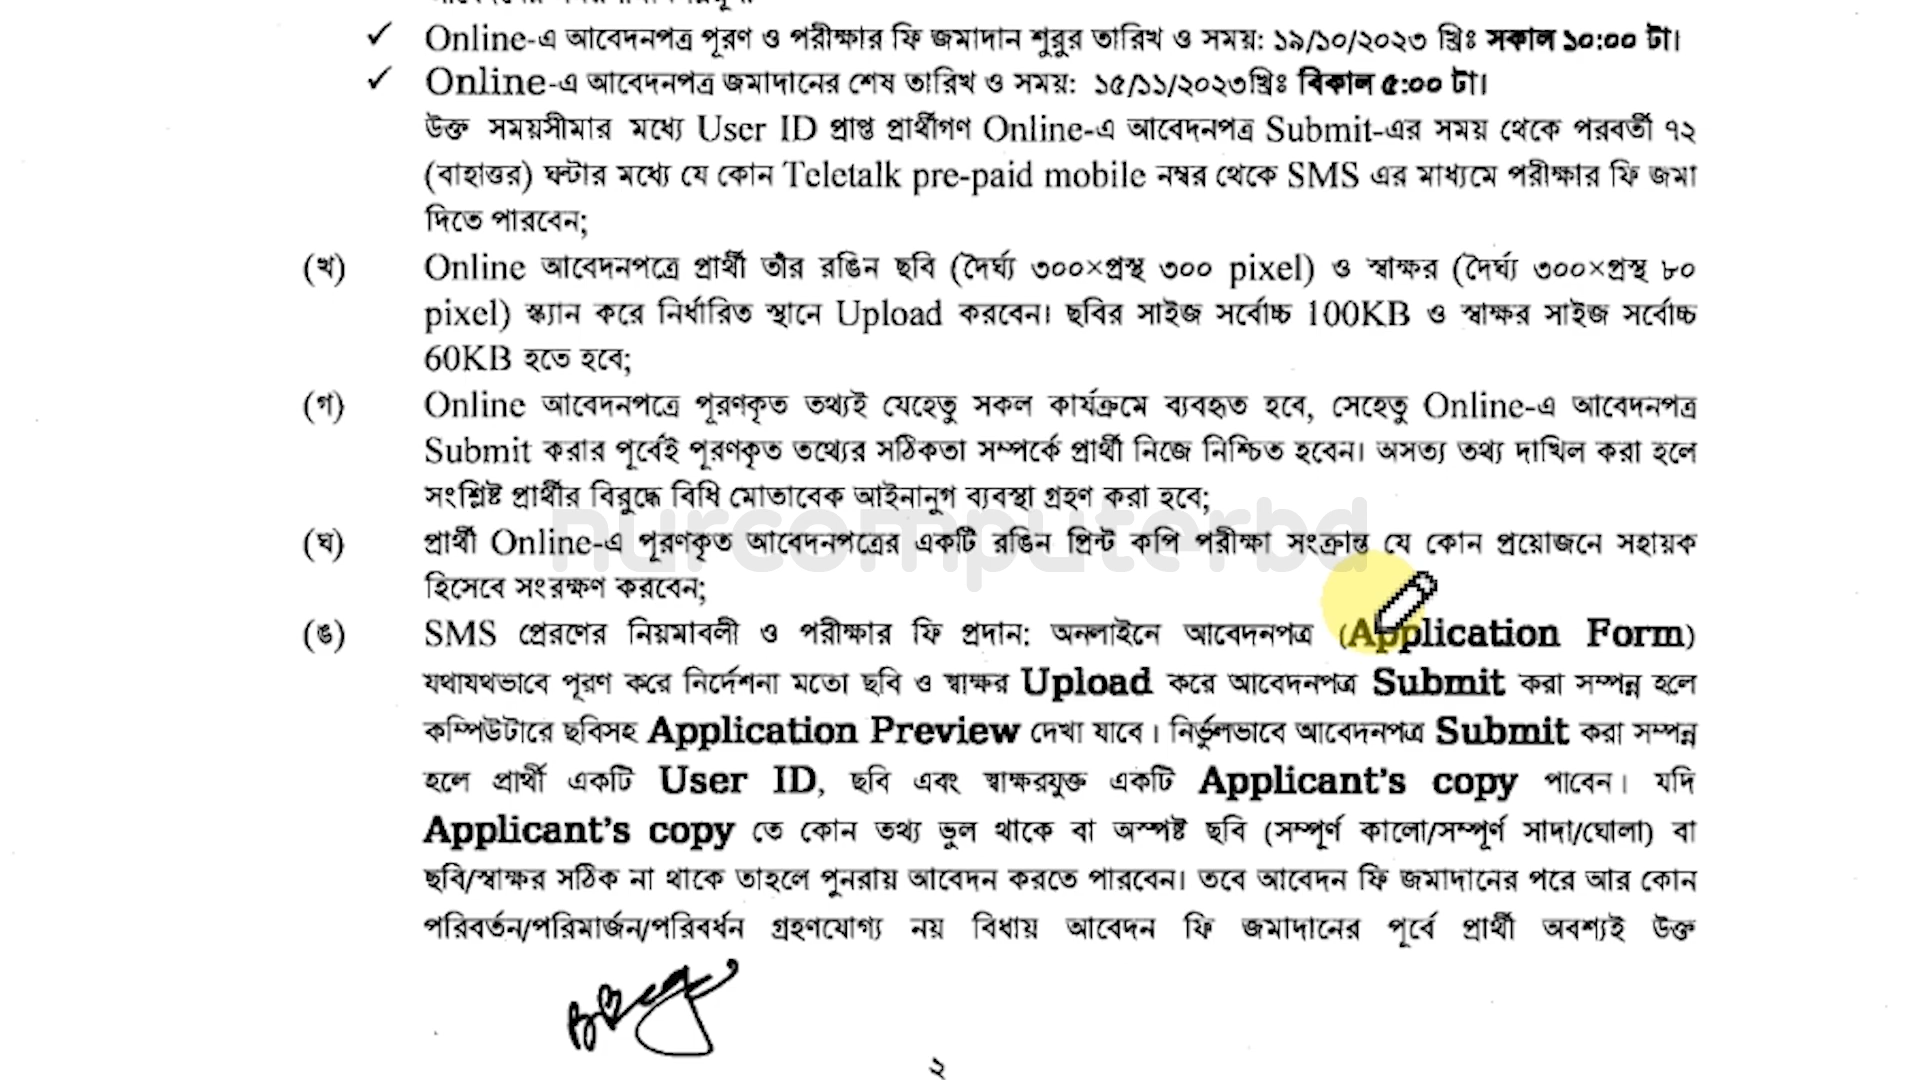 ✓ Online-এ আবেদনপত্র পূরণ ও পরীক্ষার ফি জমাদান শুরুর তারিখ ও সময়: ১৯/১০/২০২৩ খ্রিঃ সকাল ১০:০০ টা।
✓ Online-এ আবেদনপত্র জমাদানের শেষ তারিখ ও সময়: ১৫/১১/২০২৩খ্রিঃ বিকাল ৫:০০ টা।
উক্ত সময়সীমার মধ্যে User ID প্রাপ্ত প্রার্থীগণ Online-এ আবেদনপত্র Submit-এর সময় থেকে পরবর্তী ৭২
(বাহাত্তর) ঘন্টার মধ্যে যে কোন Teletalk pre-paid mobile নম্বর থেকে SMS এর মাধ্যমে পরীক্ষার ফি জমা
দিতে পারবেন;
(খ) Online আবেদনপত্রে প্রার্থী তাঁর রঙিন ছবি (দৈর্ঘ্য ৩০০×প্রস্থ ৩০০ pixel) ও স্বাক্ষর (দৈর্ঘ্য ৩০০×প্রস্থ ৮০
pixel) স্ক্যান করে নির্ধারিত স্থানে Upload করবেন। ছবির সাইজ সর্বোচ্চ 100KB ও স্বাক্ষর সাইজ সর্বোচ্চ
60KB হতে হবে;
(গ) Online আবেদনপত্রে পূরণকৃত তথ্যই যেহেতু সকল কার্যক্রমে ব্যবহৃত হবে, সেহেতু Online-এ আবেদনপত্র
Submit করার পূর্বেই পূরণকৃত তথ্যের সঠিকতা সম্পর্কে প্রার্থী নিজে নিশ্চিত হবেন। অসত্য তথ্য দাখিল করা হলে
সংশ্লিষ্ট প্রার্থীর বিরুদ্ধে বিধি মোতাবেক আইনানুগ ব্যবস্থা গ্রহণ করা হবে;
nurcomputerbd
(ঘ) প্রার্থী Online-এ পূরণকৃত আবেদনপত্রের একটি রঙিন প্রিন্ট কপি পরীক্ষা সংক্রান্ত যে কোন প্রয়োজনে সহায়ক
হিসেবে সংরক্ষণ করবেন;
(ঙ) SMS প্রেরণের নিয়মাবলী ও পরীক্ষার ফি প্রদান: অনলাইনে আবেদনপত্র (Application Form)
যথাযথভাবে পূরণ করে নির্দেশনা মতো ছবি ও স্বাক্ষর Upload করে আবেদনপত্র Submit করা সম্পন্ন হলে
কম্পিউটারে ছবিসহ Application Preview দেখা যাবে। নির্ভুলভাবে আবেদনপত্র Submit করা সম্পন্ন
হলে প্রার্থী একটি User ID, ছবি এবং স্বাক্ষরযুক্ত একটি Applicant's copy পাবেন। যদি
Applicant's copy তে কোন তথ্য ভুল থাকে বা অস্পষ্ট ছবি (সম্পূর্ণ কালো/সম্পূর্ণ সাদা/ঘোলা) বা
ছবি/স্বাক্ষর সঠিক না থাকে তাহলে পুনরায় আবেদন করতে পারবেন। তবে আবেদন ফি জমাদানের পরে আর কোন
পরিবর্তন/পরিমার্জন/পরিবর্ধন গ্রহণযোগ্য নয় বিধায় আবেদন ফি জমাদানের পূর্বে প্রার্থী অবশ্যই উক্ত
২